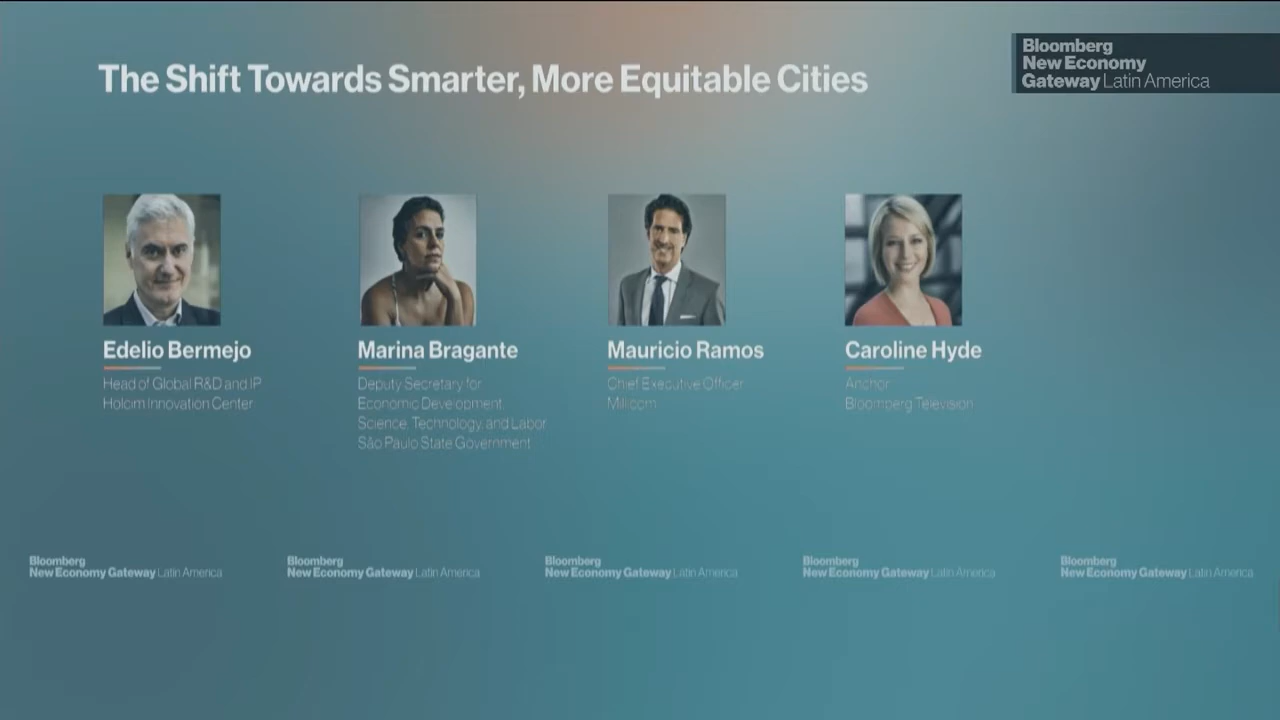 The Shift Towards Smarter, More Equitable Cities
Bloomberg
New Economy
Gateway Latin America
Edelio Bermejo
Head of Global R&D and IP
Holcim Innovation Center
Marina Bragante
Deputy Secretary for
Economic Development,
Science, Technology, and Labor
São Paulo State Government
Mauricio Ramos
Chief Executive Officer
Millicom
Caroline Hyde
Anchor
Bloomberg Television
Bloomberg
New Economy Gateway Latin America
Bloomberg
New Economy Gateway Latin America
Bloomberg
New Economy Gateway Latin America
Bloomberg
New Economy Gateway Latin America
Bloomberg
New Economy Gateway Latin America